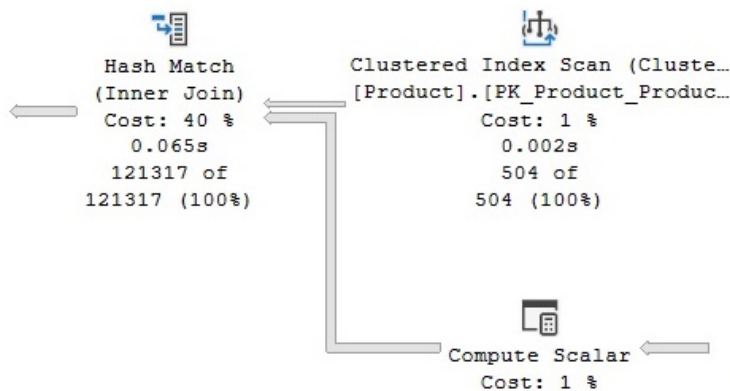 Hash Match
(Inner Join)
Cost: 40 %
0.065s
121317 of
121317 (100%)
Clustered Index Scan (Cluste…
[Product].[PK_Product_Produc…
Cost: 1 %
0.002s
504 of
504 (100%)
Compute Scalar
Cost: 1 %